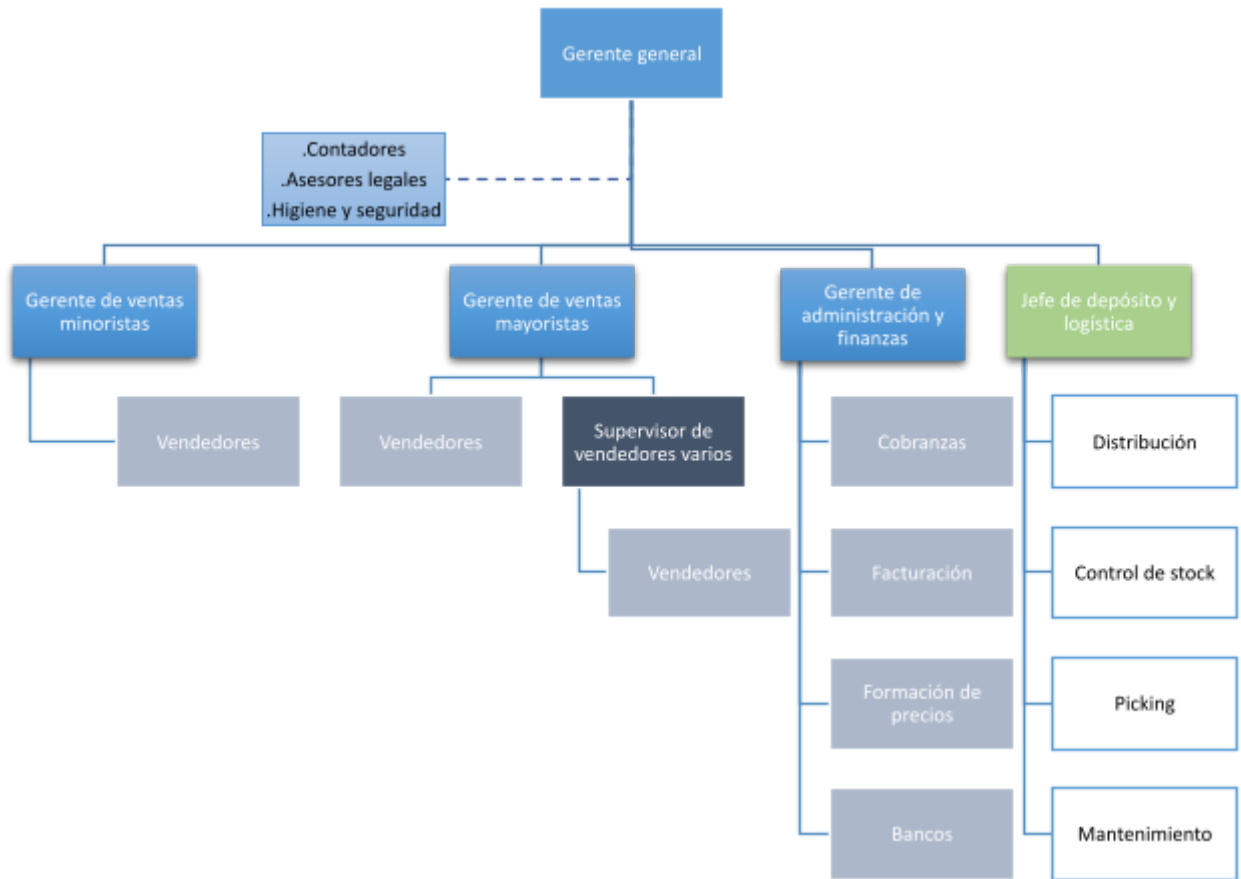 Gerente general
.Contadores
.Asesores legales
.Higiene y seguridad
Gerente de ventas
minoristas
Gerente de ventas
mayoristas
Gerente de
administración y
finanzas
Jefe de depósito y
logística
Vendedores
Vendedores
Supervisor de
vendedores varios
Cobranzas
Distribución
Vendedores
Facturación
Control de stock
Formación de
precios
Picking
Bancos
Mantenimiento